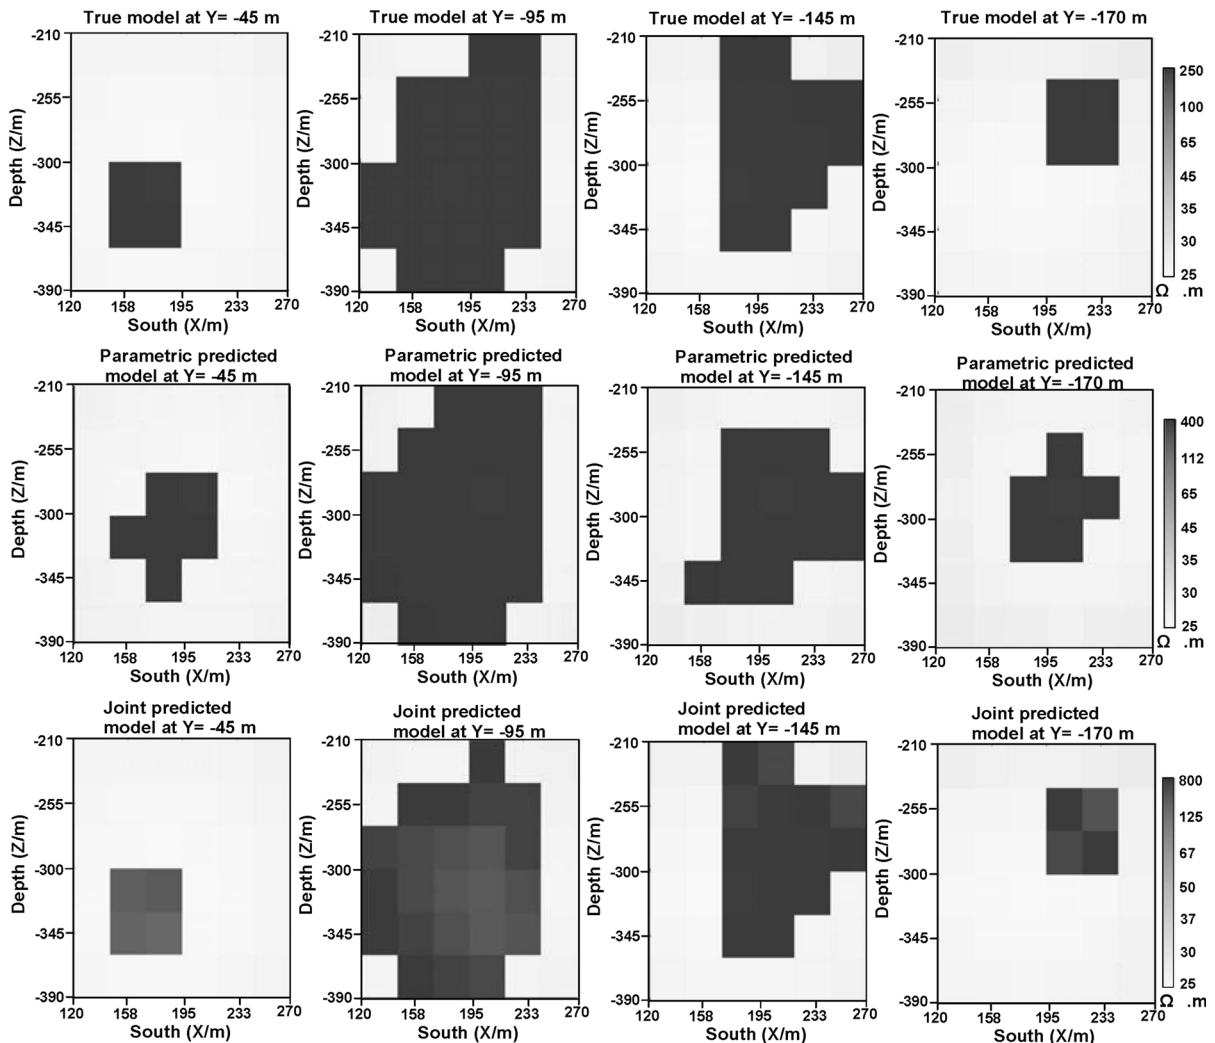 True model at Y= -45 m
True model at Y= -95 m
True model at Y= -145 m
True model at Y= -170 m
Depth (Z/m)
-210
-255
-300
-345
-390
120 158 195 233 270
South (X/m)
Depth (Z/m)
-210
-255
-300
-345
-390
120 158 195 233 270
South (X/m)
Depth (Z/m)
-210
-255
-300
-345
-390
120 158 195 233 270
South (X/m)
Depth (Z/m)
-210
-255
-300
-345
-390
120 158 195 233 270
South (X/m)
250
100
65
45
35
30
25
Ω .m
Parametric predicted
model at Y= -45 m
Parametric predicted
model at Y= -95 m
Parametric predicted
model at Y= -145 m
Parametric predicted
model at Y= -170 m
Depth (Z/m)
-210
-255
-300
-345
-390
120 158 195 233 270
South (X/m)
Depth (Z/m)
-210
-255
-300
-345
-390
120 158 195 233 270
South (X/m)
Depth (Z/m)
-210
-255
-300
-345
-390
120 158 195 233 270
South (X/m)
Depth (Z/m)
-210
-255
-300
-345
-390
120 158 195 233 270
South (X/m)
400
112
65
45
35
30
25
Ω .m
Joint predicted
model at Y= -45 m
Joint predicted
model at Y= -95 m
Joint predicted
model at Y= -145 m
Joint predicted
model at Y= -170 m
Depth (Z/m)
-210
-255
-300
-345
-390
120 158 195 233 270
South (X/m)
Depth (Z/m)
-210
-255
-300
-345
-390
120 158 195 233 270
South (X/m)
Depth (Z/m)
-210
-255
-300
-345
-390
120 158 195 233 270
South (X/m)
Depth (Z/m)
-210
-255
-300
-345
-390
120 158 195 233 270
South (X/m)
800
125
67
50
37
30
25
Ω .m